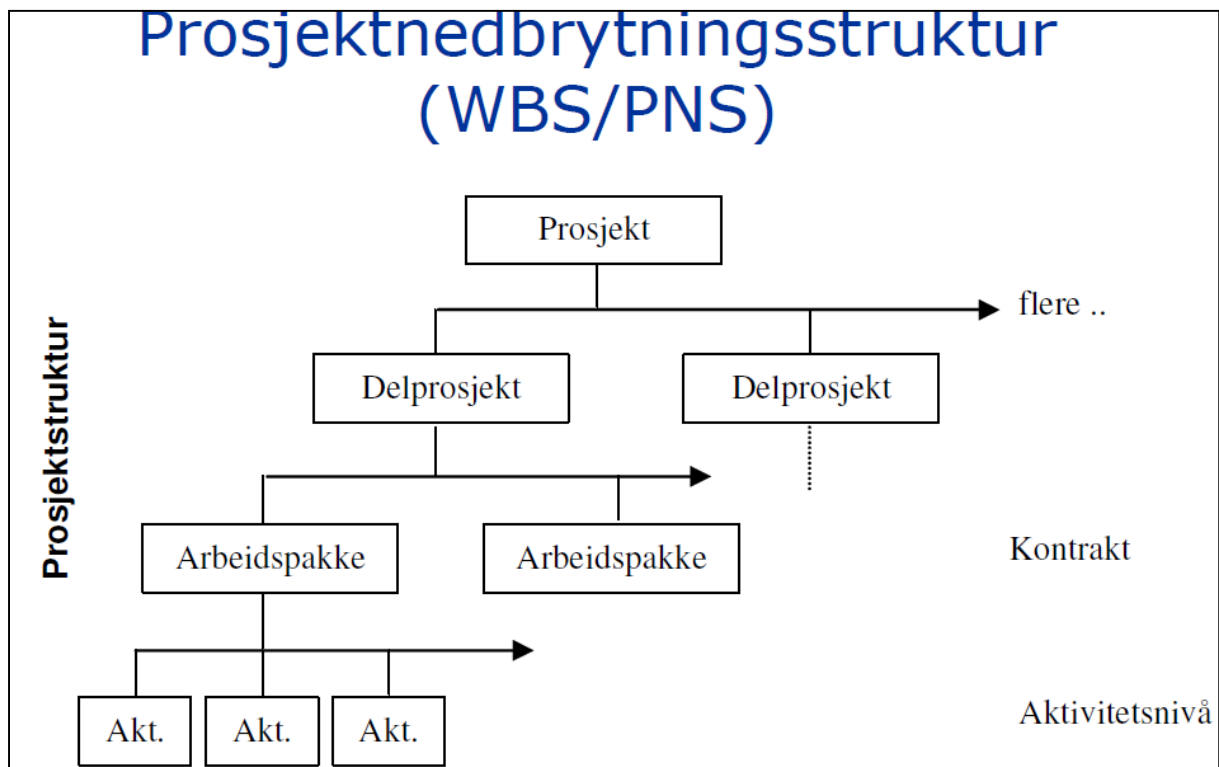 Prosjektnedbrytningsstruktur
(WBS/PNS)
Prosjekt
flere ..
Prosjektstruktur
Delprosjekt
Delprosjekt
Arbeidspakke
Arbeidspakke
Kontrakt
Akt.
Akt.
Akt.
Aktivitetsnivå